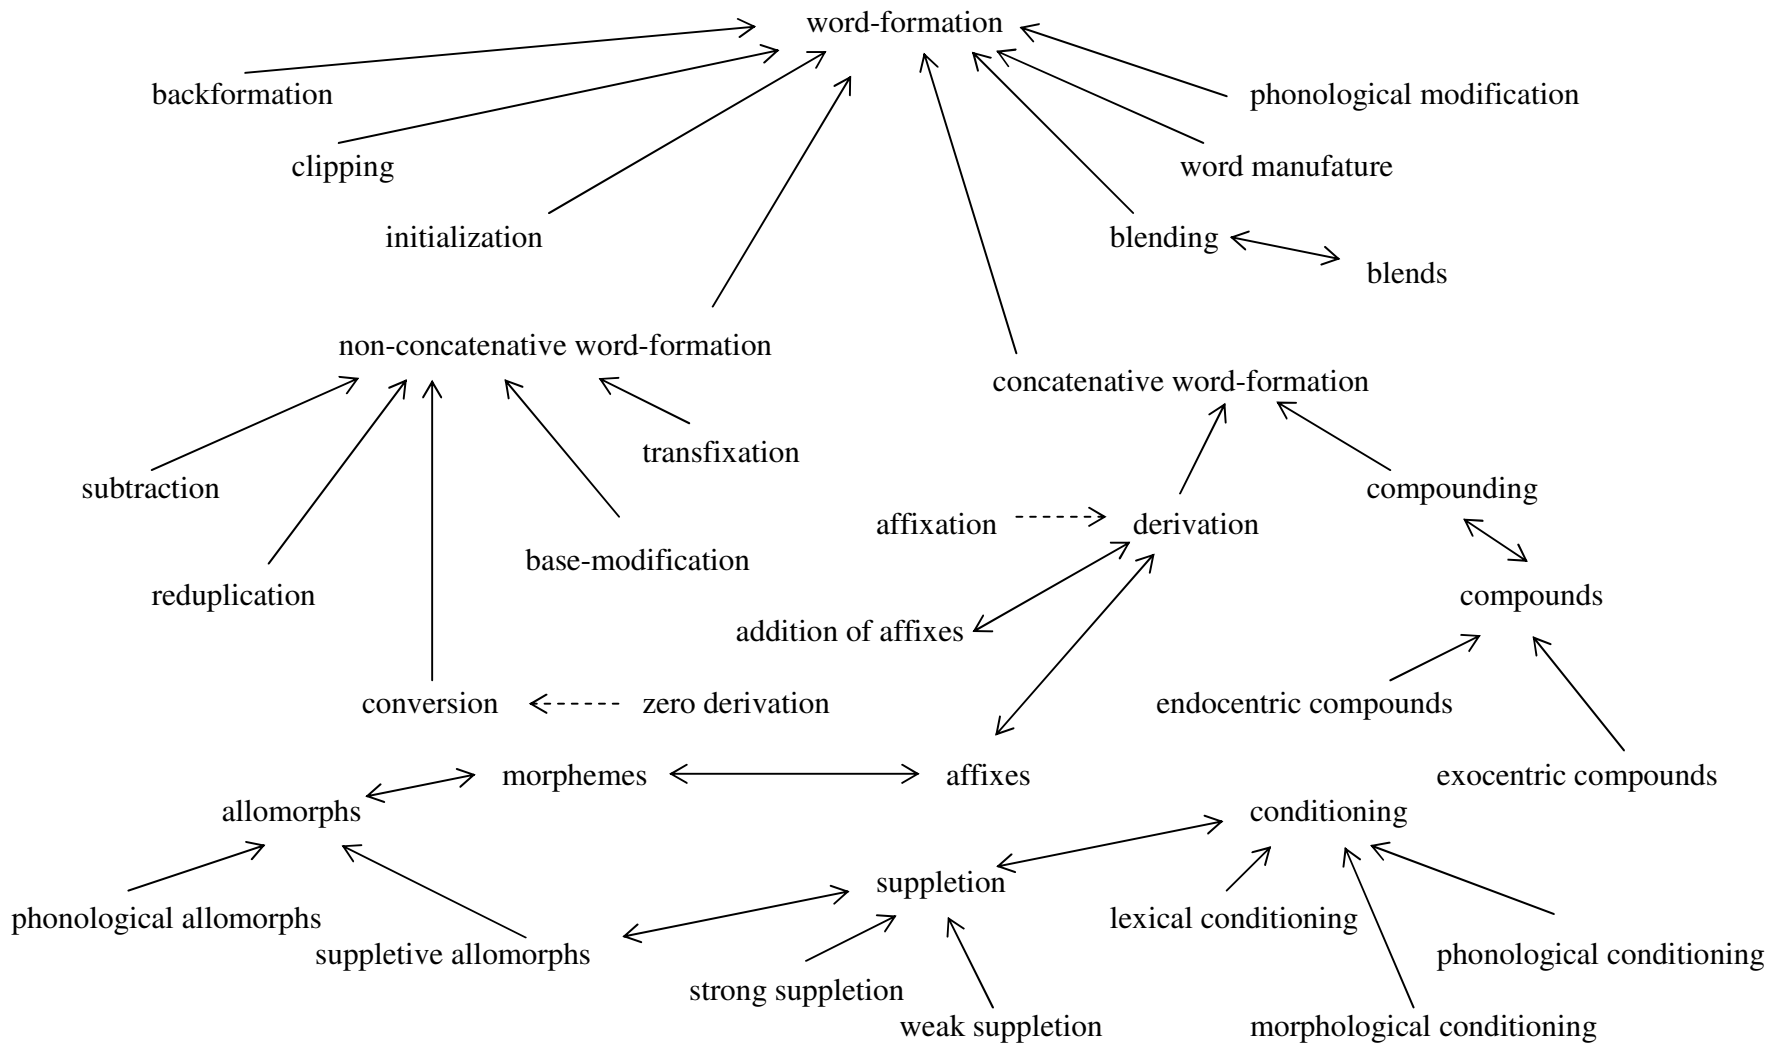 word-formation
backformation
phonological modification
clipping
word manufature
initialization
blending
blends
non-concatenative word-formation
concatenative word-formation
transfixation
subtraction
compounding
affixation
derivation
base-modification
reduplication
compounds
addition of affixes
conversion
zero derivation
endocentric compounds
morphemes
affixes
exocentric compounds
allomorphs
conditioning
suppletion
phonological allomorphs
lexical conditioning
suppletive allomorphs
phonological conditioning
strong suppletion
weak suppletion
morphological conditioning